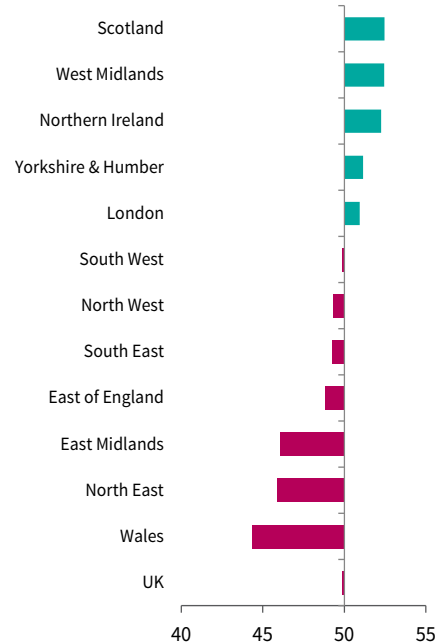 Scotland
West Midlands
Northern Ireland
Yorkshire & Humber
London
South West
North West
South East
East of England
East Midlands
North East
Wales
UK
40 45 50 55